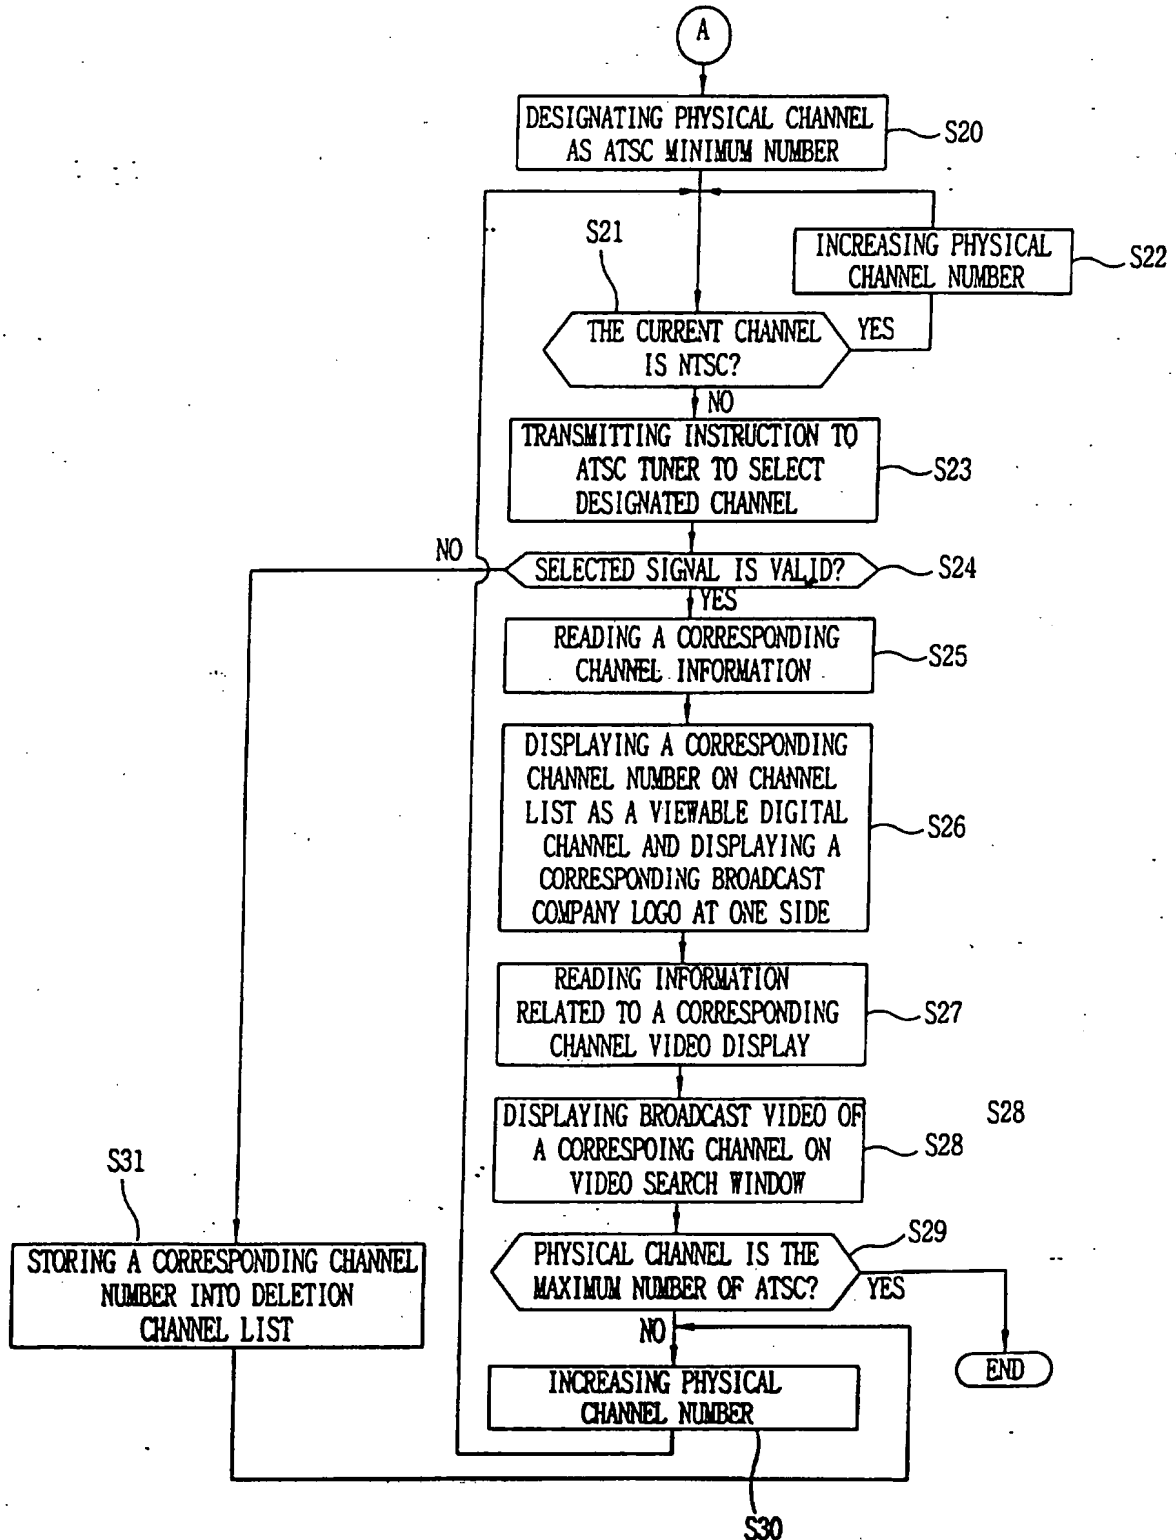 A
DESIGNATING PHYSICAL CHANNEL
AS ATSC MINIMUM NUMBER
S20
S21
INCREASING PHYSICAL
CHANNEL NUMBER
S22
THE CURRENT CHANNEL
IS NTSC?
YES
NO
TRANSMITTING INSTRUCTION TO
ATSC TUNER TO SELECT
DESIGNATED CHANNEL
S23
NO
SELECTED SIGNAL IS VALID?
S24
YES
READING A CORRESPONDING
CHANNEL INFORMATION
S25
DISPLAYING A CORRESPONDING
CHANNEL NUMBER ON CHANNEL
LIST AS A VIEWABLE DIGITAL
CHANNEL AND DISPLAYING A
CORRESPONDING BROADCAST
COMPANY LOGO AT ONE SIDE
S26
READING INFORMATION
RELATED TO A CORRESPONDING
CHANNEL VIDEO DISPLAY
S27
DISPLAYING BROADCAST VIDEO OF
A CORRESPOING CHANNEL ON
VIDEO SEARCH WINDOW
S28
S28
S31
STORING A CORRESPONDING CHANNEL
NUMBER INTO DELETION
CHANNEL LIST
PHYSICAL CHANNEL IS THE
MAXIMUM NUMBER OF ATSC?
S29
YES
NO
END
INCREASING PHYSICAL
CHANNEL NUMBER
S30